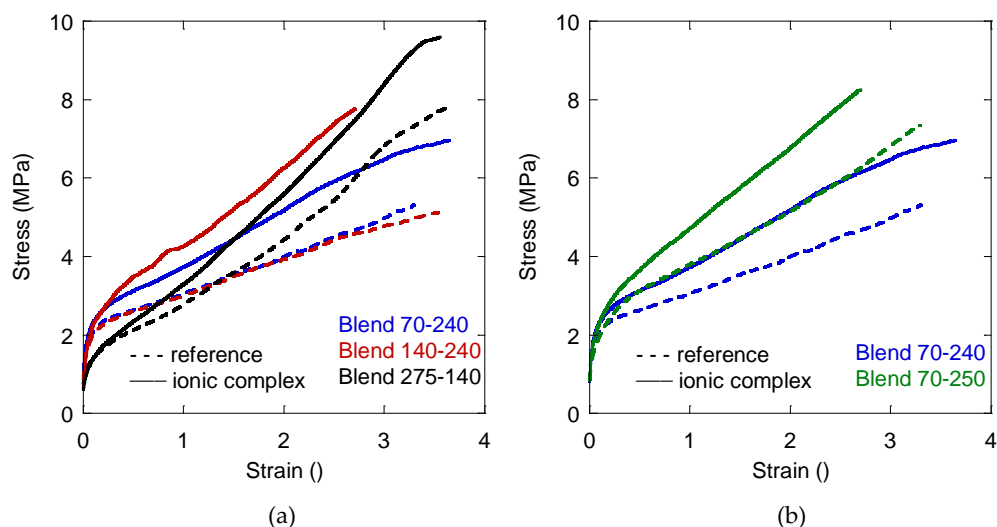 10
8
6
4
2
0
Stress (MPa)
Blend 70-240
Blend 140-240
Blend 275-140
reference
ionic complex
0 1 2 3 4
Strain ()
(a)
10
8
6
4
2
0
Stress (MPa)
reference
ionic complex
Blend 70-240
Blend 70-250
0 1 2 3 4
Strain ()
(b)